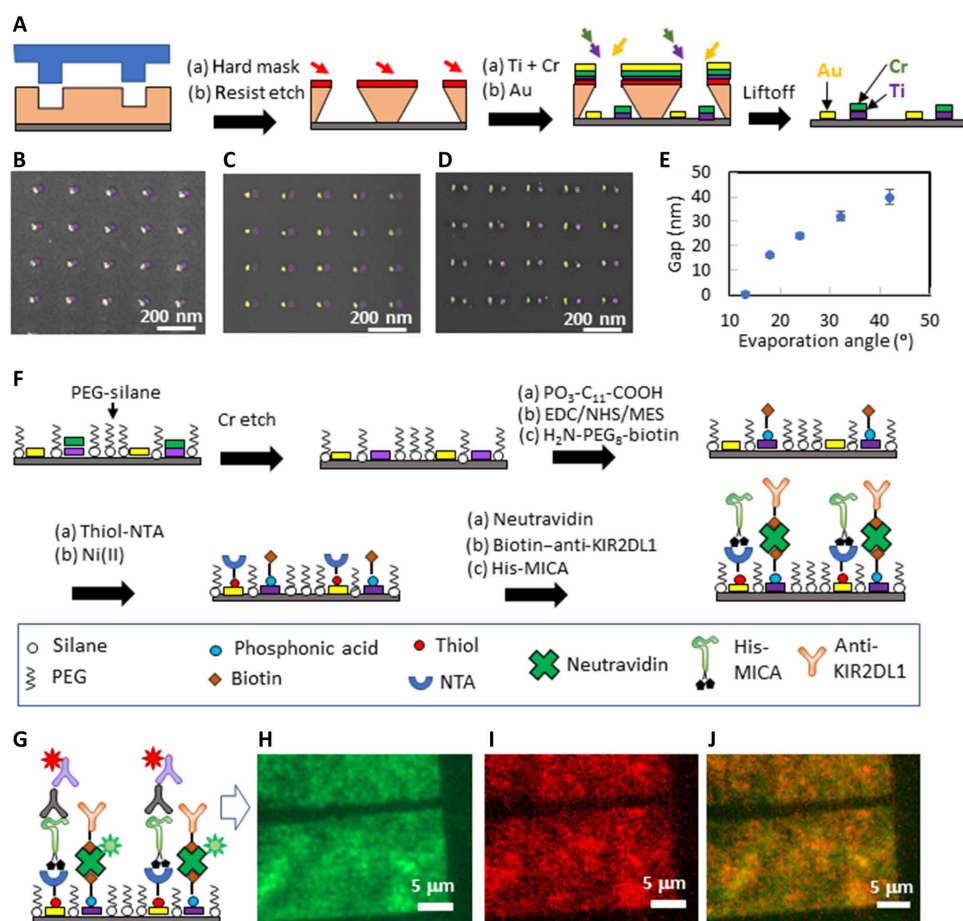 A
(a) Hard mask
(b) Resist etch
(a) Ti + Cr
(b) Au
Liftoff
Au
Cr
Ti
B
200 nm
C
200 nm
D
200 nm
E
Gap (nm)
50
40
30
20
10
0
10
20
30
40
50
Evaporation angle (°)
F
PEG-silane
Cr etch
(a) PO₃-C₁₁-COOH
(b) EDC/NHS/MES
(c) H₂N-PEG₈-biotin
(a) Thiol-NTA
(b) Ni(II)
(a) Neutravidin
(b) Biotin–anti-KIR2DL1
(c) His-MICA
Silane
PEG
Phosphonic acid
Biotin
Thiol
NTA
Neutravidin
His-
MICA
Anti-
KIR2DL1
G
H
5 μm
I
5 μm
J
5 μm